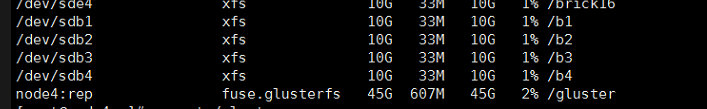 /dev/sde4 xfs 10G 33M 10G 1% /brick16
/dev/sdb1 xfs 10G 33M 10G 1% /b1
/dev/sdb2 xfs 10G 33M 10G 1% /b2
/dev/sdb3 xfs 10G 33M 10G 1% /b3
/dev/sdb4 xfs 10G 33M 10G 1% /b4
node4:rep fuse.glusterfs 45G 607M 45G 2% /gluster